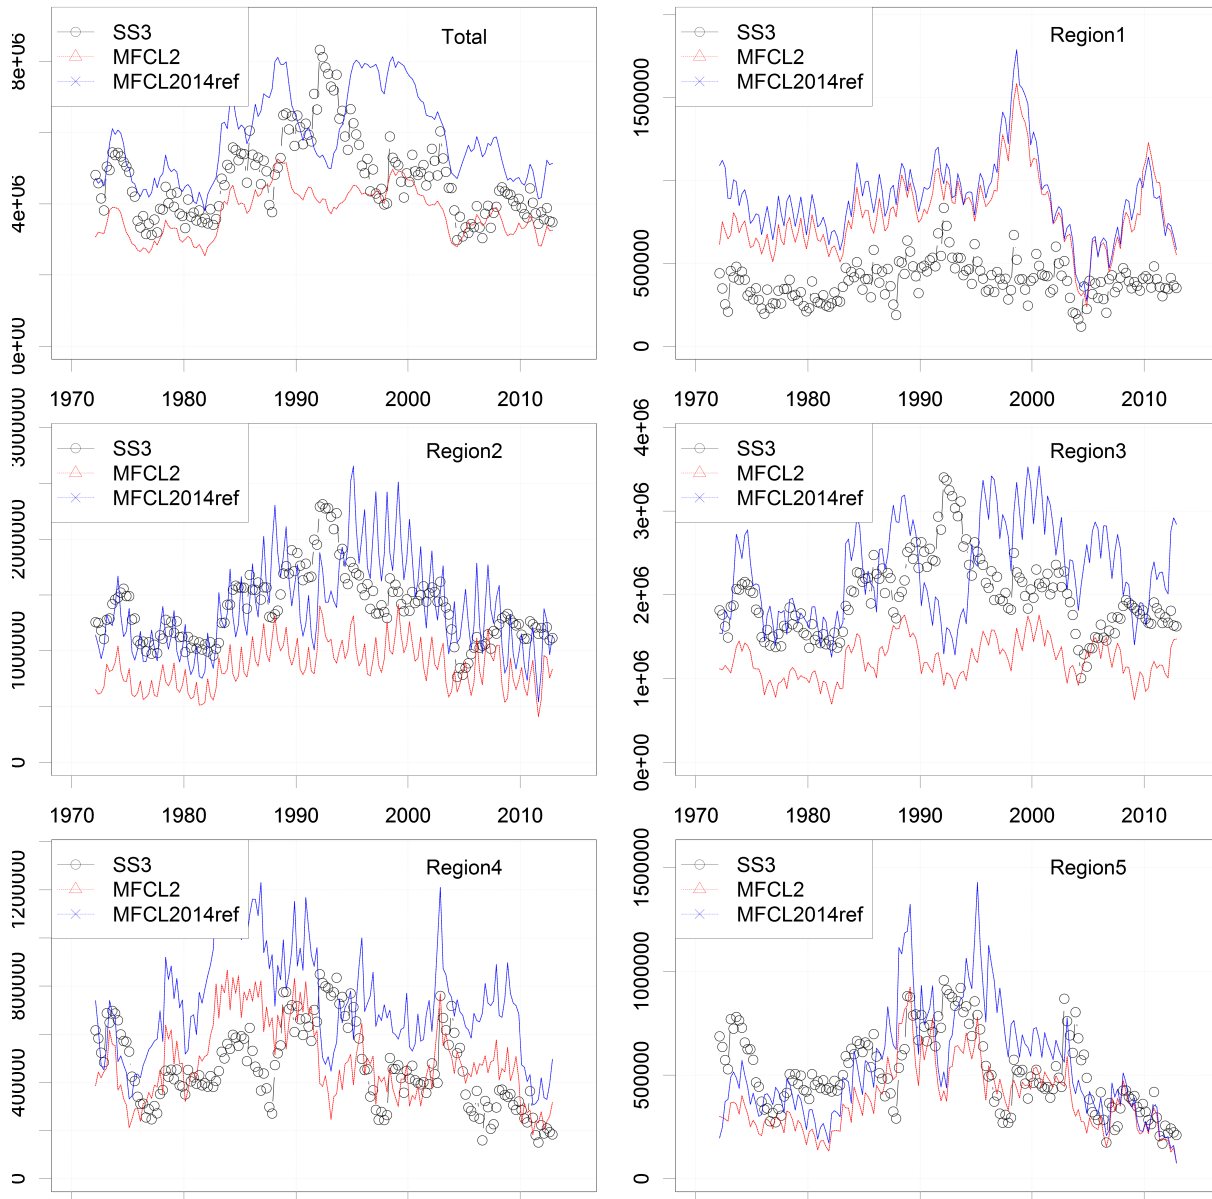 SS3
MFCL2
MFCL2014ref
Total
0e+00 4e+06 8e+06
1970 1980 1990 2000 2010
SS3
MFCL2
MFCL2014ref
Region1
0 500000 1500000
1970 1980 1990 2000 2010
SS3
MFCL2
MFCL2014ref
Region2
0 1000000 2000000 3000000
1970 1980 1990 2000 2010
SS3
MFCL2
MFCL2014ref
Region3
0e+00 1e+06 2e+06 3e+06 4e+06
1970 1980 1990 2000 2010
SS3
MFCL2
MFCL2014ref
Region4
0 400000 800000 1200000
SS3
MFCL2
MFCL2014ref
Region5
0 500000 1000000 1500000